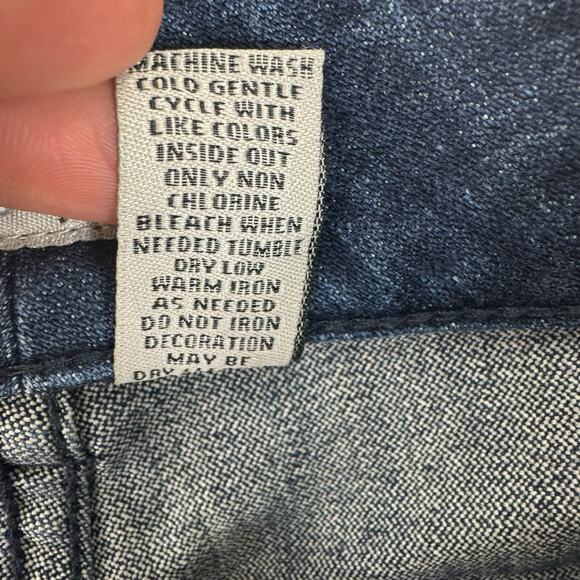 MACHINE WASH
COLD GENTLE
CYCLE WITH
LIKE COLORS
INSIDE OUT
ONLY NON
CHLORINE
BLEACH WHEN
NEEDED TUMBLE
DRY LOW
WARM IRON
AS NEEDED
DO NOT IRON
DECORATION
MAY BE
DRY